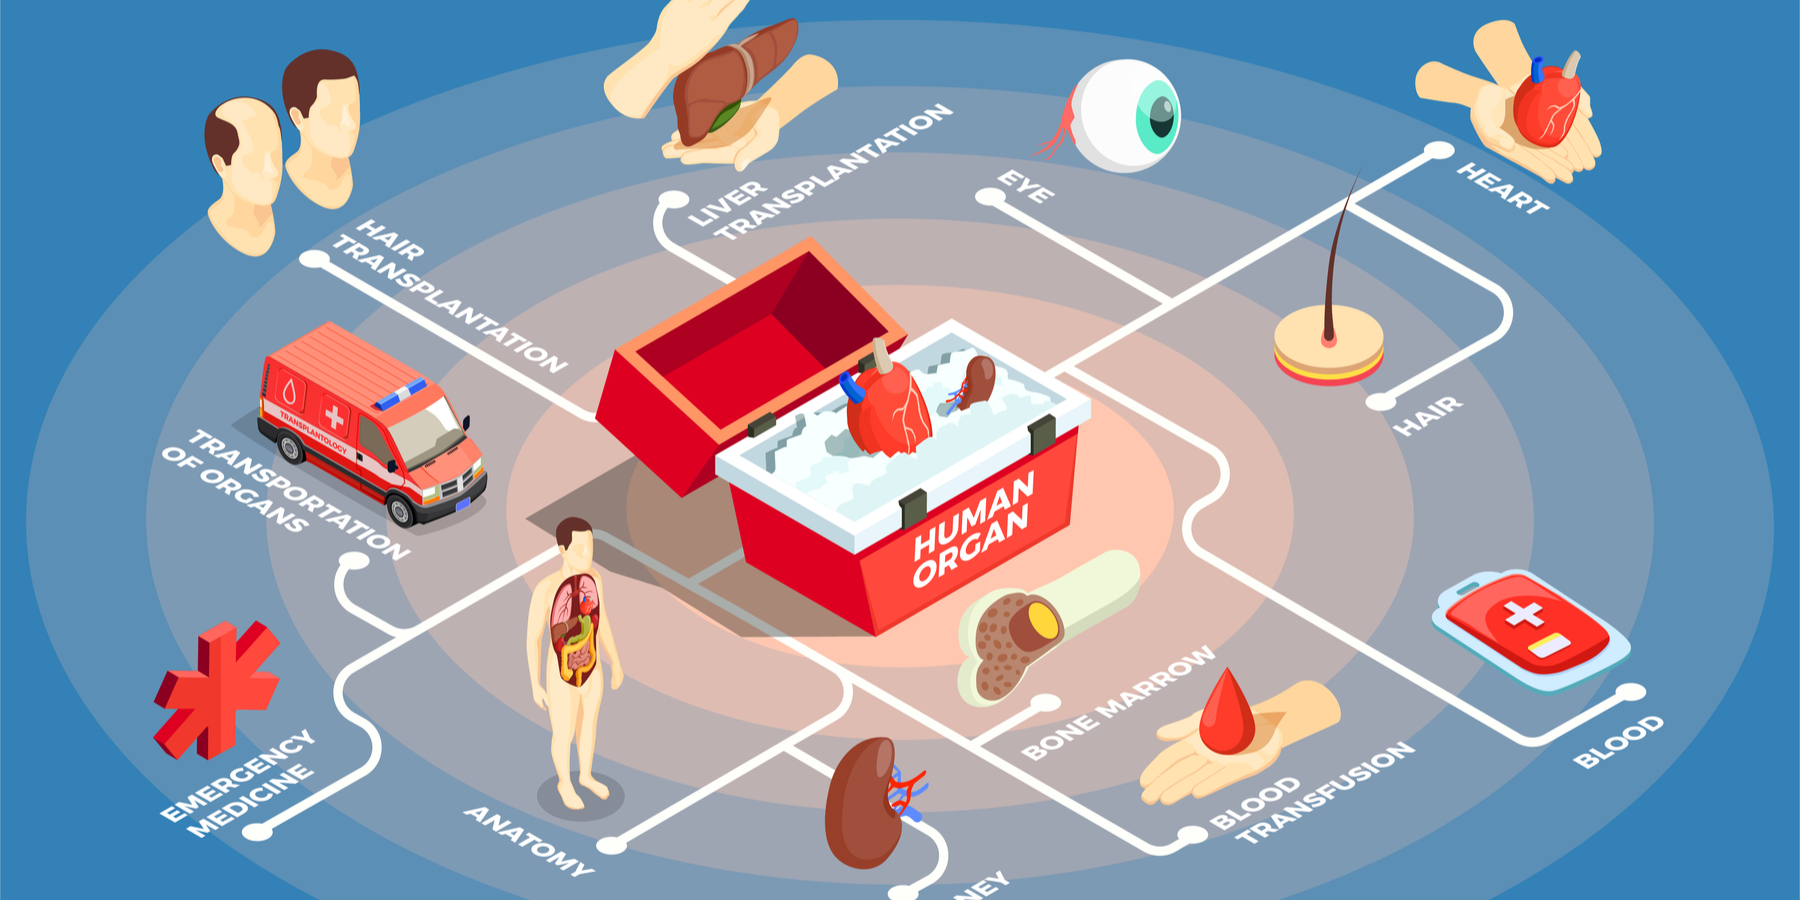 LIVER
TRANSPLANTATION
EYE
HEART
HAIR
TRANSPLANTATION
HAIR
TRANSPLANTOLOGY
TRANSPORTATION
OF ORGANS
HUMAN
ORGAN
BONE MARROW
BLOOD
EMERGENCY
MEDICINE
ANATOMY
BLOOD
TRANSFUSION
NEY